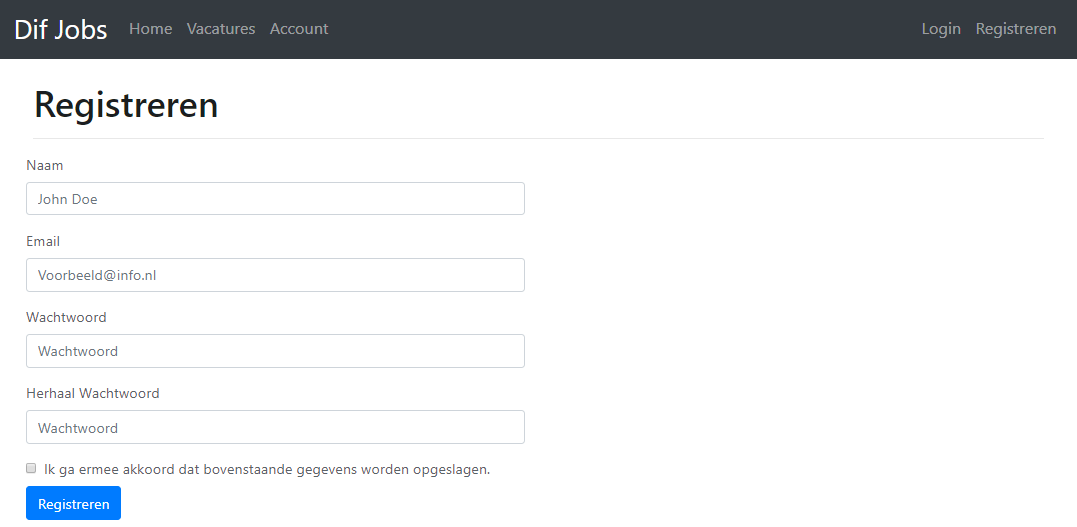 Dif Jobs Home Vacatures Account Login Registreren
Registreren
Naam
John Doe
Email
Voorbeeld@info.nl
Wachtwoord
Wachtwoord
Herhaal Wachtwoord
Wachtwoord
Ik ga ermee akkoord dat bovenstaande gegevens worden opgeslagen.
Registreren